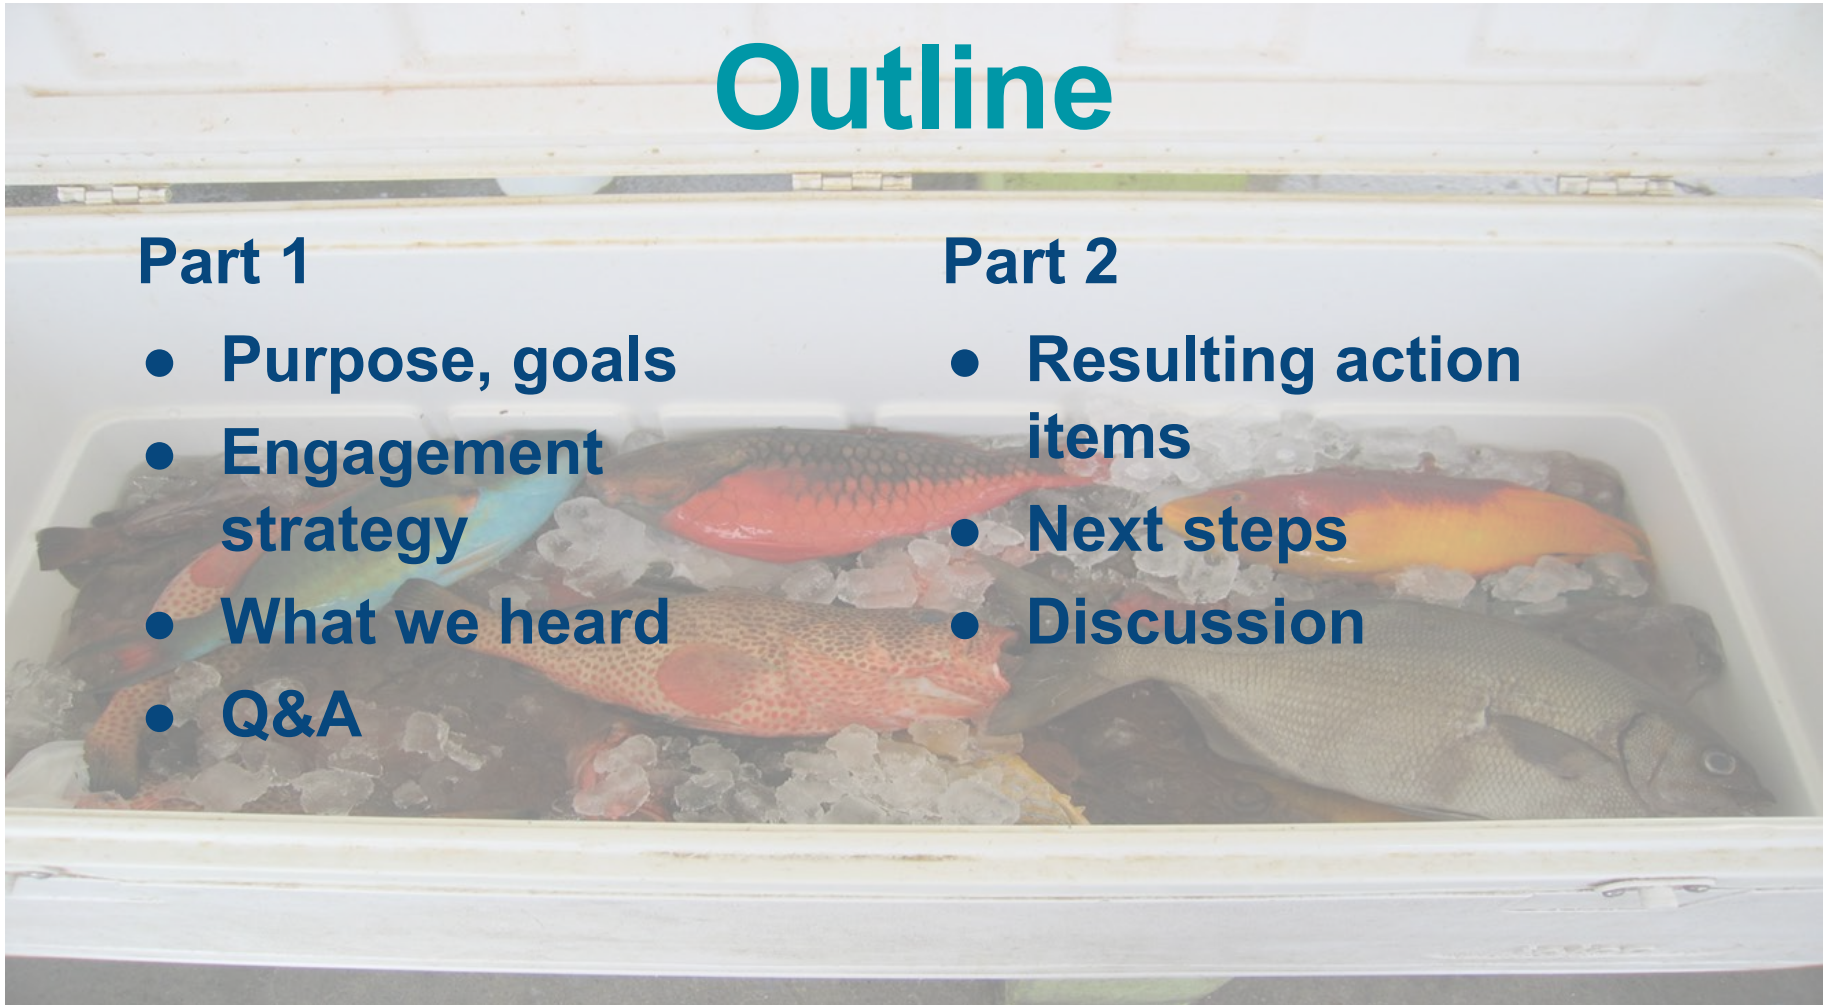 Outline
Part 1
● Purpose, goals
● Engagement
strategy
● What we heard
● Q&A
Part 2
● Resulting action
items
● Next steps
● Discussion